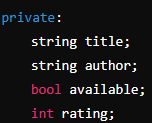 private:
    string title;
    string author;
    bool available;
    int rating;